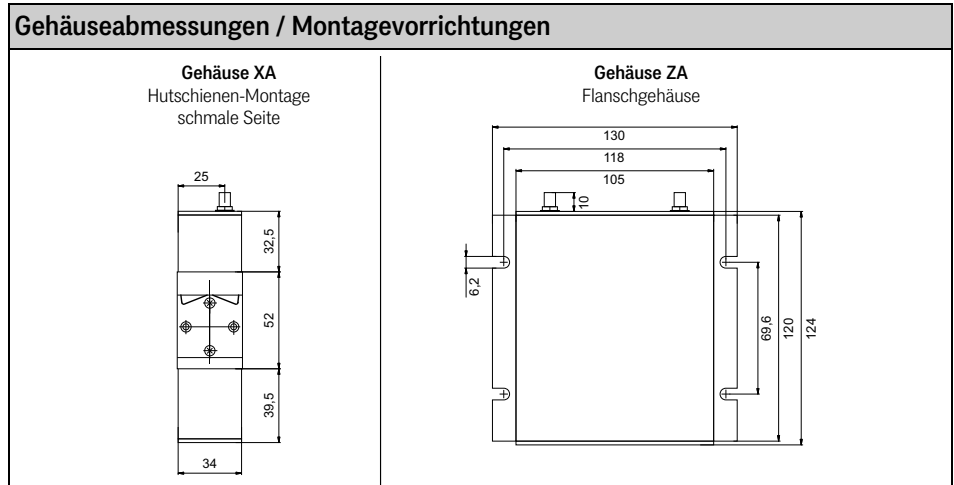 Gehäuseabmessungen / Montagevorrichtungen
Gehäuse XA
Hutschienen-Montage
schmale Seite
25
32,5
52
39,5
34
Gehäuse ZA
Flanschgehäuse
130
118
105
10
6,2
69,6
120
124